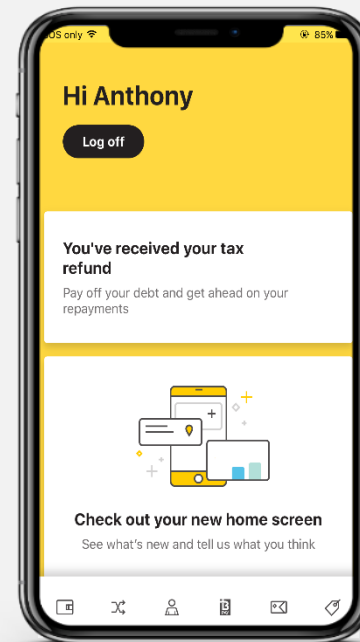 OS only
85%
Hi Anthony
Log off
You've received your tax
refund
Pay off your debt and get ahead on your
repayments
Check out your new home screen
See what's new and tell us what you think